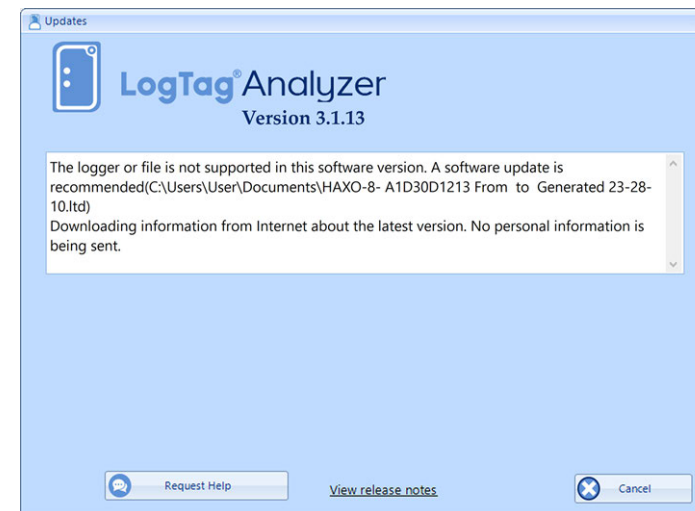 Updates
LogTag® Analyzer
Version 3.1.13
The logger or file is not supported in this software version. A software update is
recommended(C:\Users\User\Documents\HAXO-8- A1D30D1213 From  to  Generated 23-28-
10.ltd)
Downloading information from Internet about the latest version. No personal information is
being sent.
Request Help
View release notes
Cancel